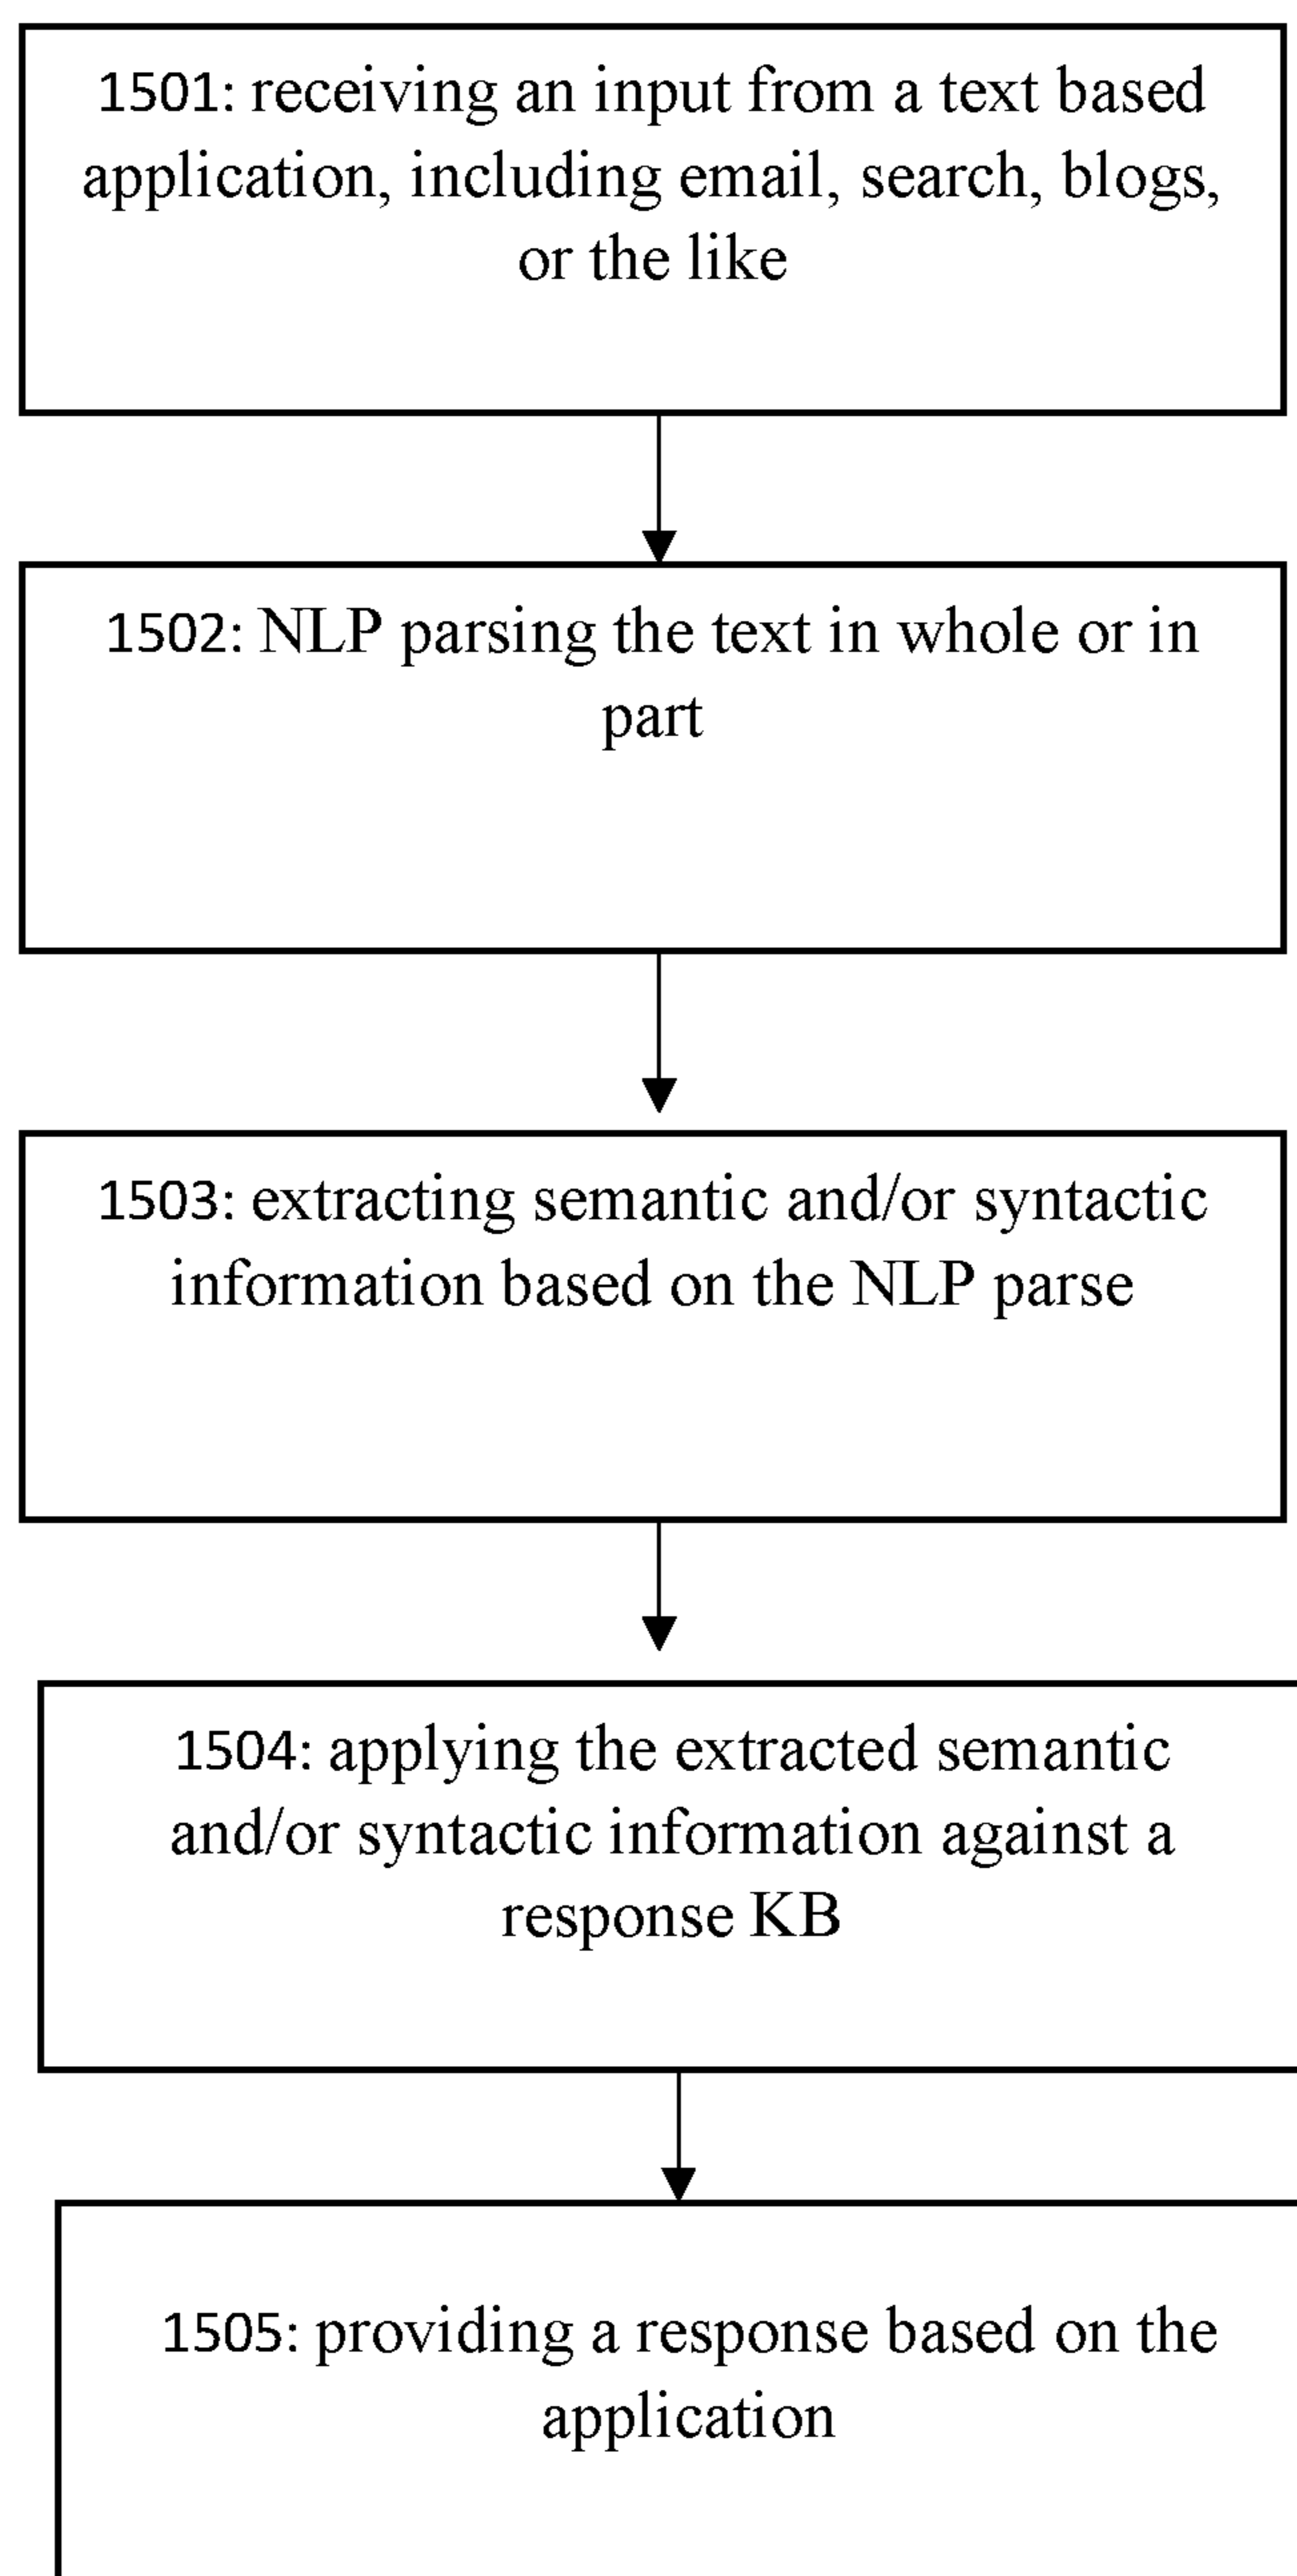 1501: receiving an input from a text based
application, including email, search, blogs,
or the like
1502: NLP parsing the text in whole or in
part
1503: extracting semantic and/or syntactic
information based on the NLP parse
1504: applying the extracted semantic
and/or syntactic information against a
response KB
1505: providing a response based on the
application